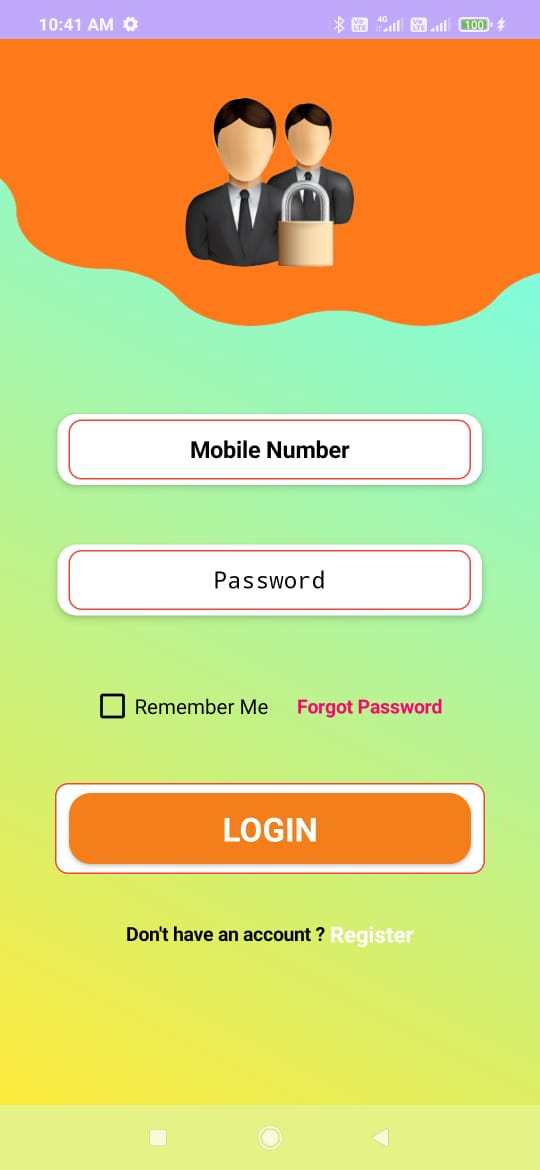 10:41 AM
Vo LTE 4G Vo LTE 100
Mobile Number
Password
Remember Me Forgot Password
LOGIN
Don't have an account ? Register